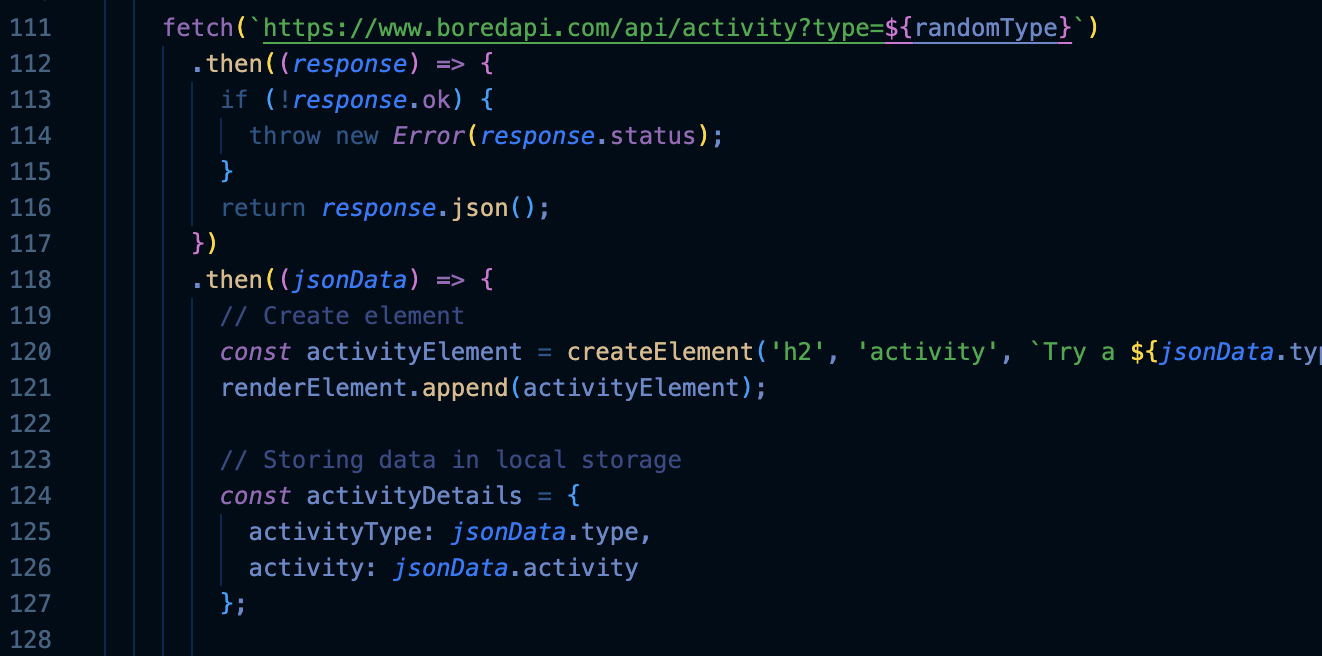 111 fetch(`https://www.boredapi.com/api/activity?type=${randomType}`)
112 .then((response) => {
113 if (!response.ok) {
114 throw new Error(response.status);
115 }
116 return response.json();
117 })
118 .then((jsonData) => {
119 // Create element
120 const activityElement = createElement('h2', 'activity', `Try a ${jsonData.typ
121 renderElement.append(activityElement);
122
123 // Storing data in local storage
124 const activityDetails = {
125 activityType: jsonData.type,
126 activity: jsonData.activity
127 };
128